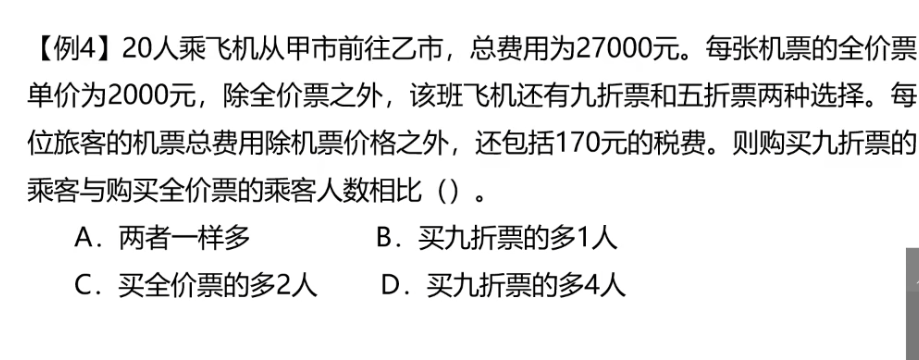 【例4】20人乘飞机从甲市前往乙市，总费用为27000元。每张机票的全价票
单价为2000元，除全价票之外，该班飞机还有九折票和五折票两种选择。每
位旅客的机票总费用除机票价格之外，还包括170元的税费。则购买九折票的
乘客与购买全价票的乘客人数相比（）。
A．两者一样多 B．买九折票的多1人
C．买全价票的多2人 D．买九折票的多4人